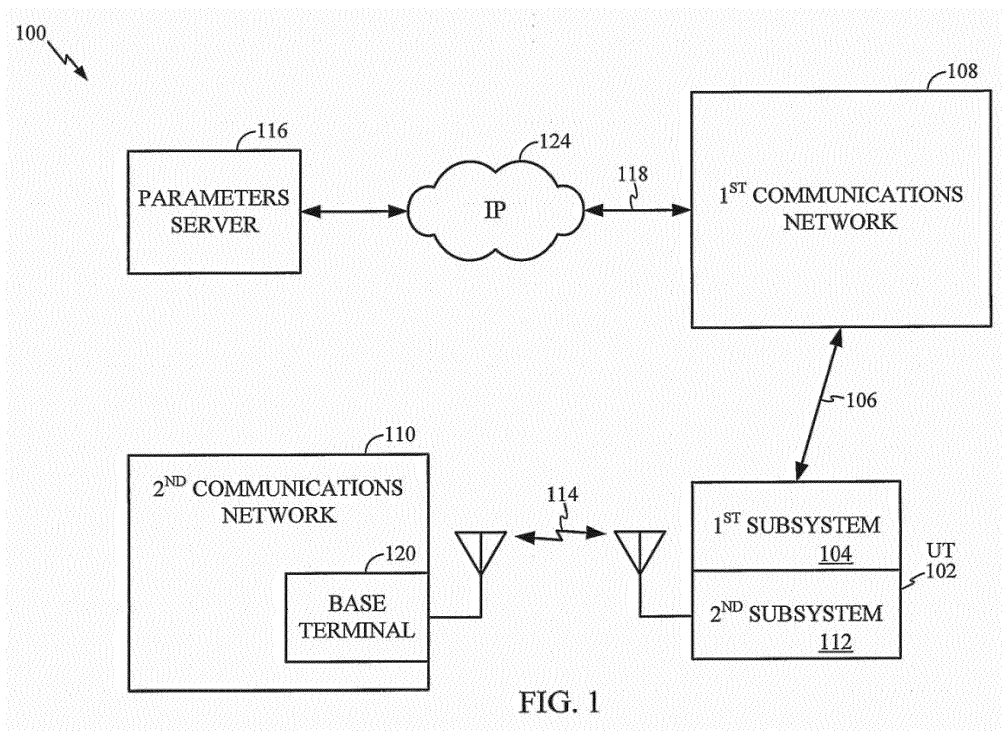 100
108
116
124
118
PARAMETERS
SERVER
IP
1ST COMMUNICATIONS
NETWORK
106
110
2ND COMMUNICATIONS
NETWORK
114
120
BASE
TERMINAL
1ST SUBSYSTEM
104
UT
102
2ND SUBSYSTEM
112
FIG. 1